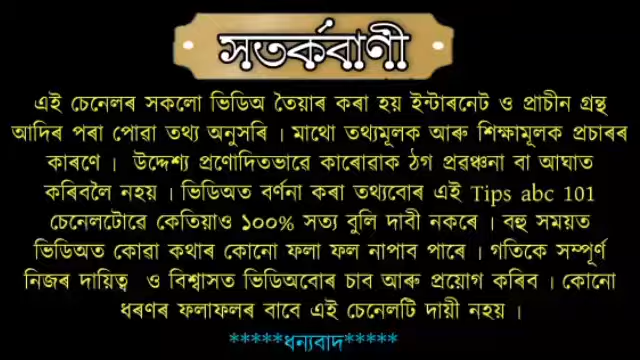 সতৰ্কবাণী
এই চেনেলৰ সকলো ভিডিঅ তৈয়াৰ কৰা হয় ইন্টাৰনেট ও প্ৰাচীন গ্ৰন্থ
আদিৰ পৰা পোৱা তথ্য অনুসৰি । মাথো তথ্যমূলক আৰু শিক্ষামূলক প্ৰচাৰৰ
কাৰণে । উদ্দেশ্য প্ৰণোদিতভাৱে কাৰোৱাক ঠগ প্ৰৱঞ্চনা বা আঘাত
কৰিবলৈ নহয় । ভিডিঅত বৰ্ণনা কৰা তথ্যবোৰ এই Tips abc 101
চেনেলটোৱে কেতিয়াও ১০০% সত্য বুলি দাবী নকৰে । বহু সময়ত
ভিডিঅত কোৱা কথাৰ কোনো ফলা ফল নাপাব পাৰে । গতিকে সম্পূৰ্ণ
নিজৰ দায়িত্ব ও বিশ্বাসত ভিডিঅবোৰ চাব আৰু প্ৰয়োগ কৰিব । কোনো
ধৰণৰ ফলাফলৰ বাবে এই চেনেলটি দায়ী নহয় ।
*****ধন্যবাদ*****